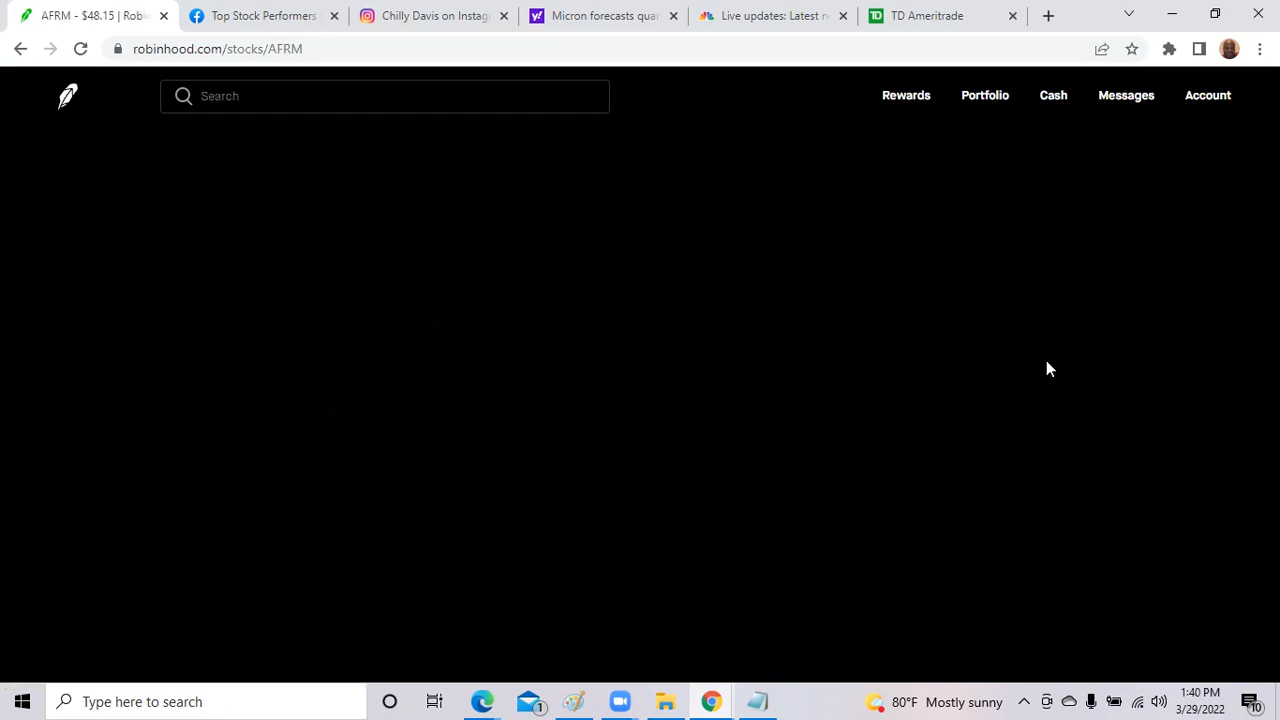 AFRM - $48.15 | Robi
Top Stock Performers
Chilly Davis on Instag
Micron forecasts qua
Live updates: Latest n
TD Ameritrade
robinhood.com/stocks/AFRM
Search
Rewards
Portfolio
Cash
Messages
Account
Type here to search
1
80°F Mostly sunny
1:40 PM
3/29/2022
10